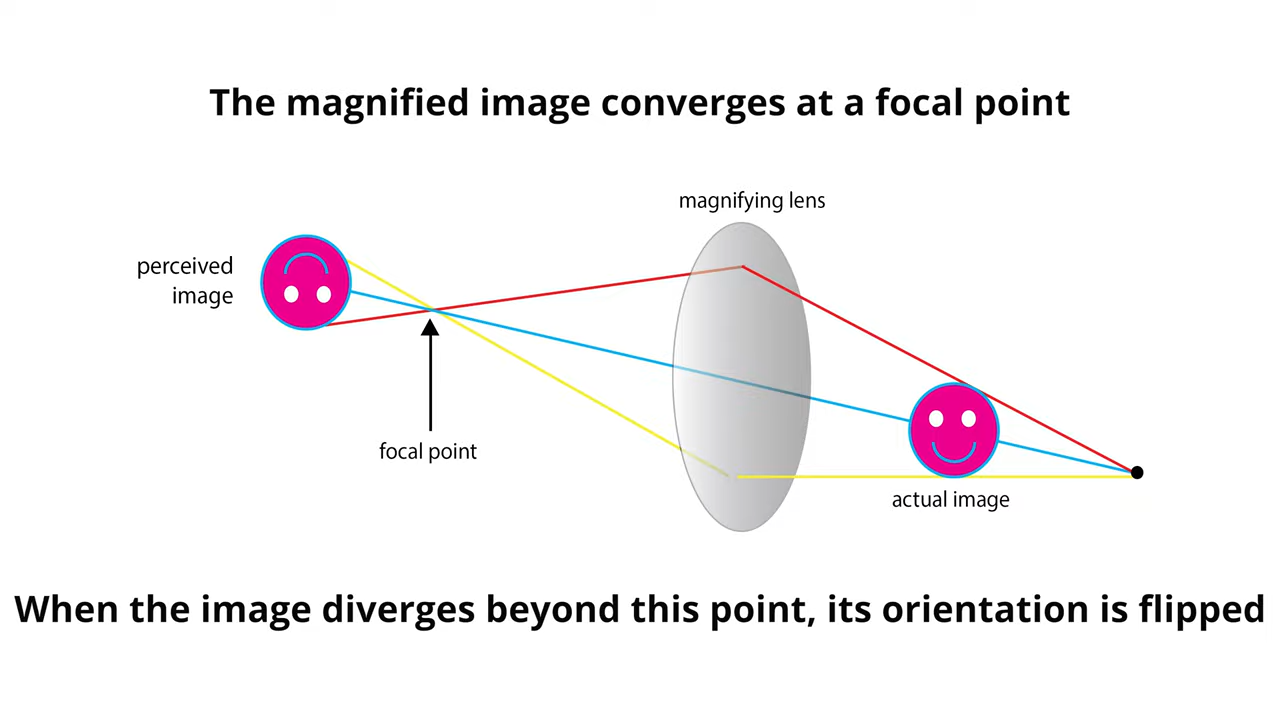 The magnified image converges at a focal point
magnifying lens
perceived
image
focal point
actual image
When the image diverges beyond this point, its orientation is flipped